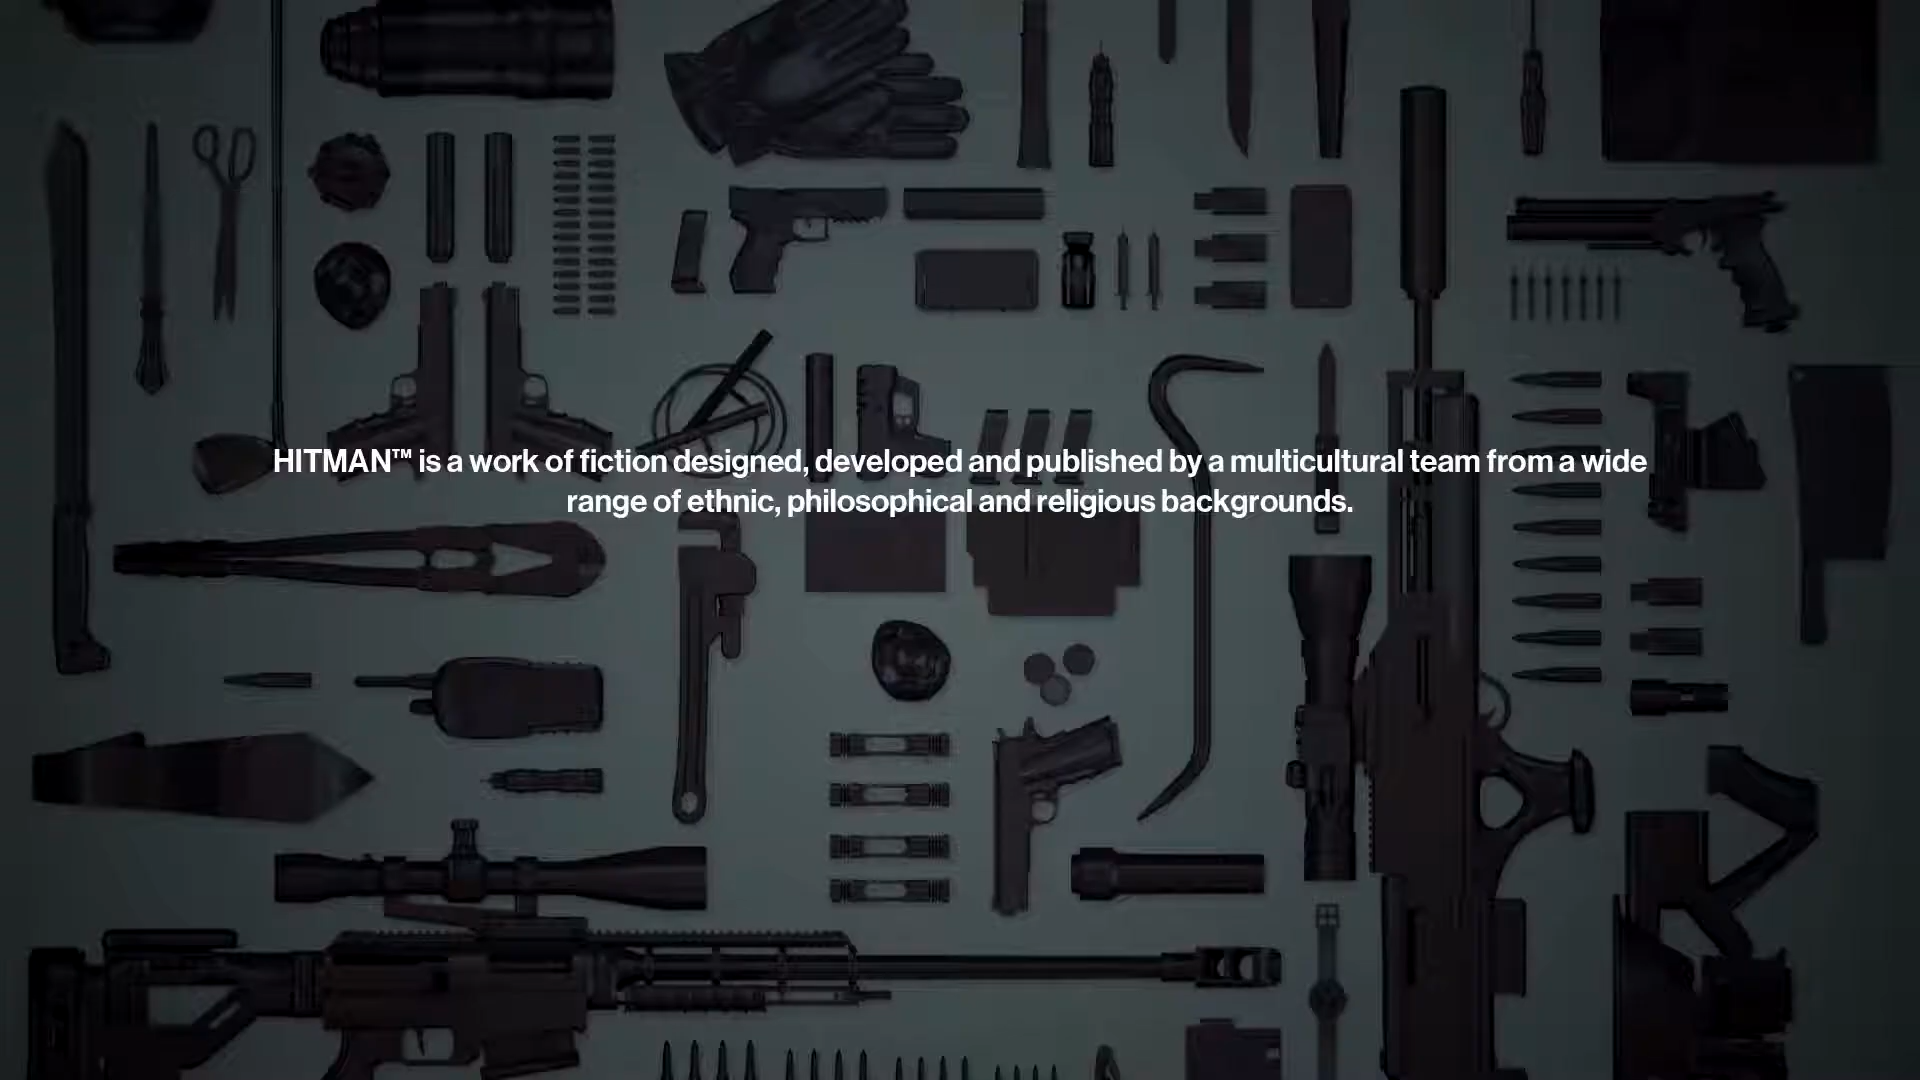 HITMAN™ is a work of fiction designed, developed and published by a multicultural team from a wide
range of ethnic, philosophical and religious backgrounds.